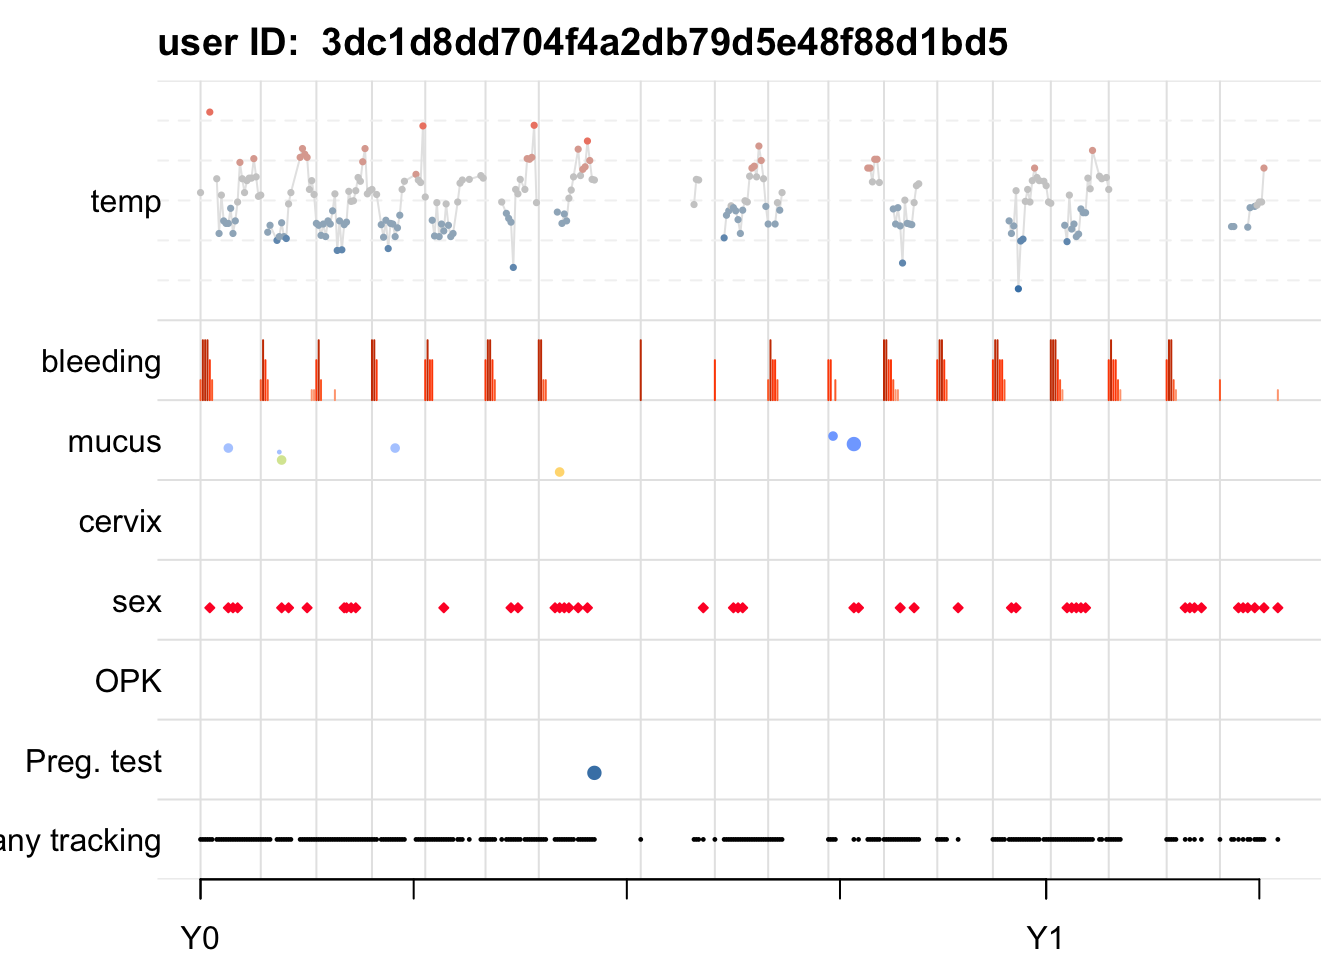 user ID:  3dc1d8dd704f4a2db79d5e48f88d1bd5
temp
bleeding
mucus
cervix
sex
OPK
Preg. test
any tracking
Y0
Y1